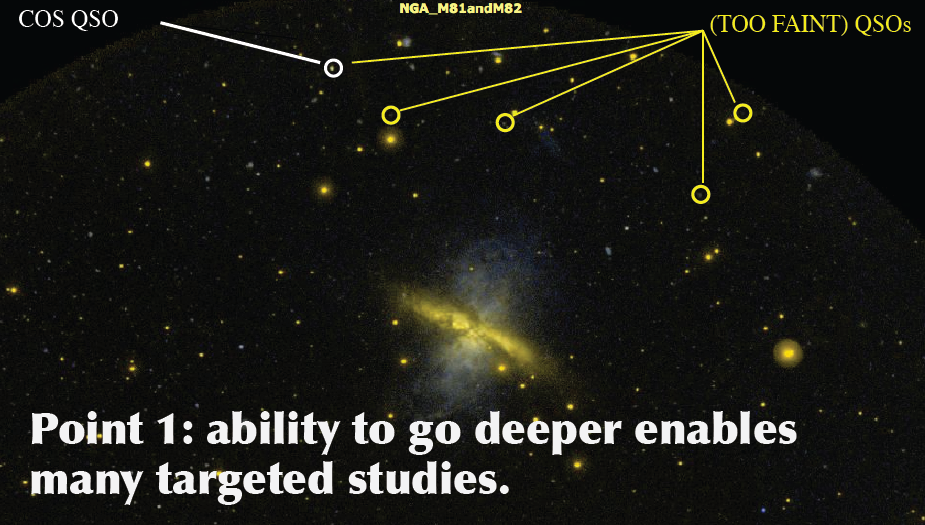 NGA_M81andM82
COS QSO
(TOO FAINT) QSOs
Point 1: ability to go deeper enables
many targeted studies.